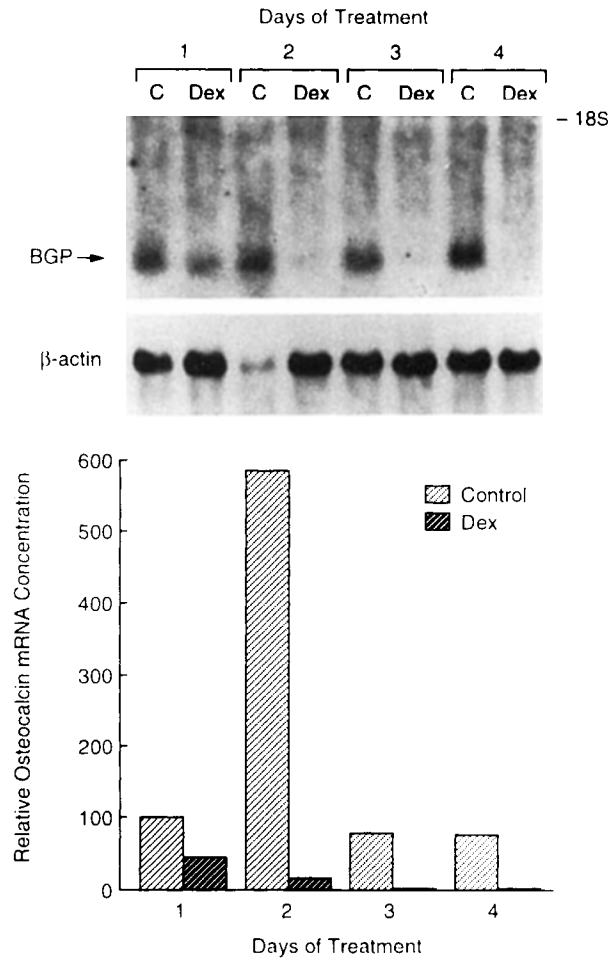 Days of Treatment
1 2 3 4
C Dex C Dex C Dex C Dex
– 18S
BGP →
β-actin
Relative Osteocalcin mRNA Concentration
600
500
400
300
200
100
0
Control
Dex
1 2 3 4
Days of Treatment